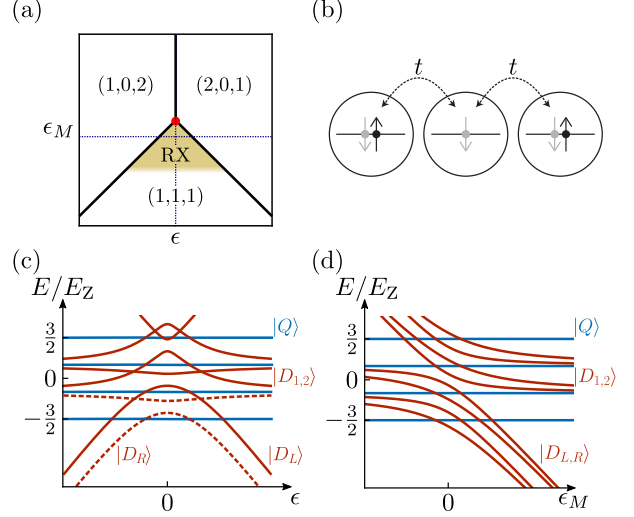 (a)
(b)
(1,0,2)
(2,0,1)
t
t
ϵ_M
RX
(1,1,1)
ϵ
(c)
(d)
E/E_Z
E/E_Z
|Q⟩
|Q⟩
3/2
3/2
0
0
|D_{1,2}⟩
|D_{1,2}⟩
−3/2
−3/2
|D_R⟩
|D_L⟩
|D_{L,R}⟩
0
ϵ
0
ϵ_M